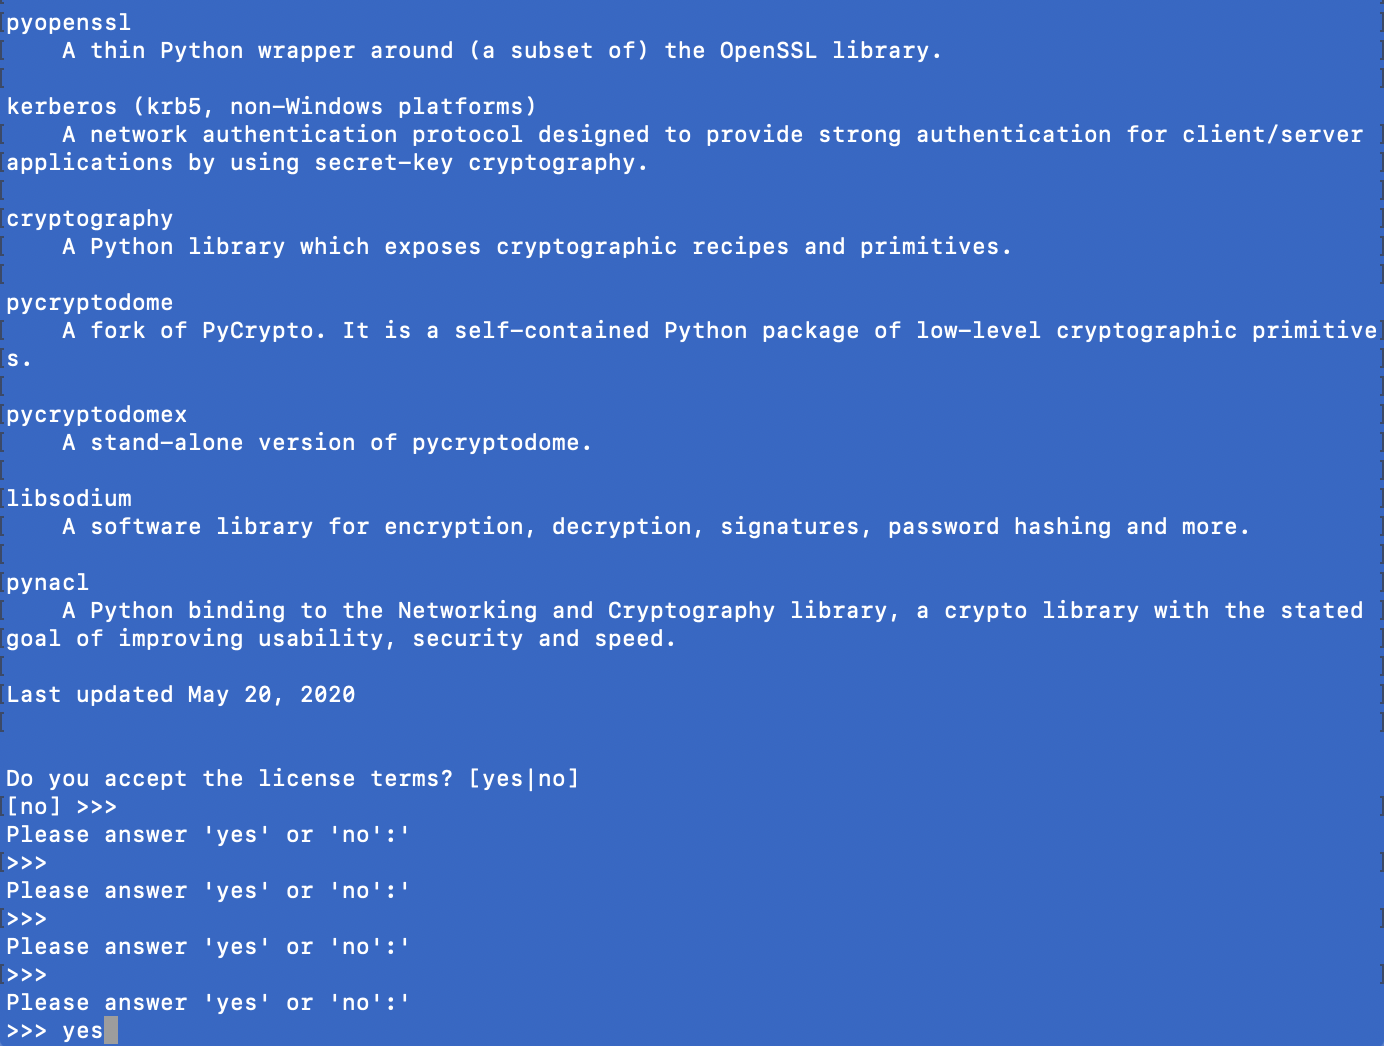 pyopenssl
A thin Python wrapper around (a subset of) the OpenSSL library.
kerberos (krb5, non-Windows platforms)
A network authentication protocol designed to provide strong authentication for client/server
applications by using secret-key cryptography.
cryptography
A Python library which exposes cryptographic recipes and primitives.
pycryptodome
A fork of PyCrypto. It is a self-contained Python package of low-level cryptographic primitive
s.
pycryptodomex
A stand-alone version of pycryptodome.
libsodium
A software library for encryption, decryption, signatures, password hashing and more.
pynacl
A Python binding to the Networking and Cryptography library, a crypto library with the stated
goal of improving usability, security and speed.
Last updated May 20, 2020
Do you accept the license terms? [yes|no]
[no] >>>
Please answer 'yes' or 'no':'
>>>
Please answer 'yes' or 'no':'
>>>
Please answer 'yes' or 'no':'
>>>
Please answer 'yes' or 'no':'
>>> yes